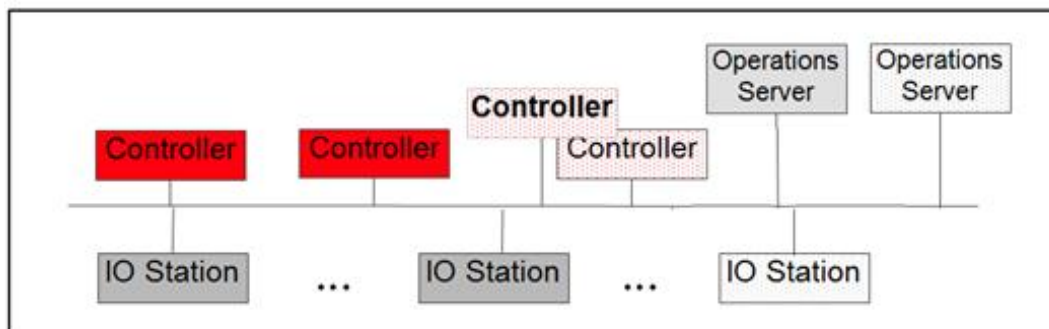 Operations
Server
Operations
Server
Controller
Controller
Controller
Controller
IO Station
...
IO Station
...
IO Station